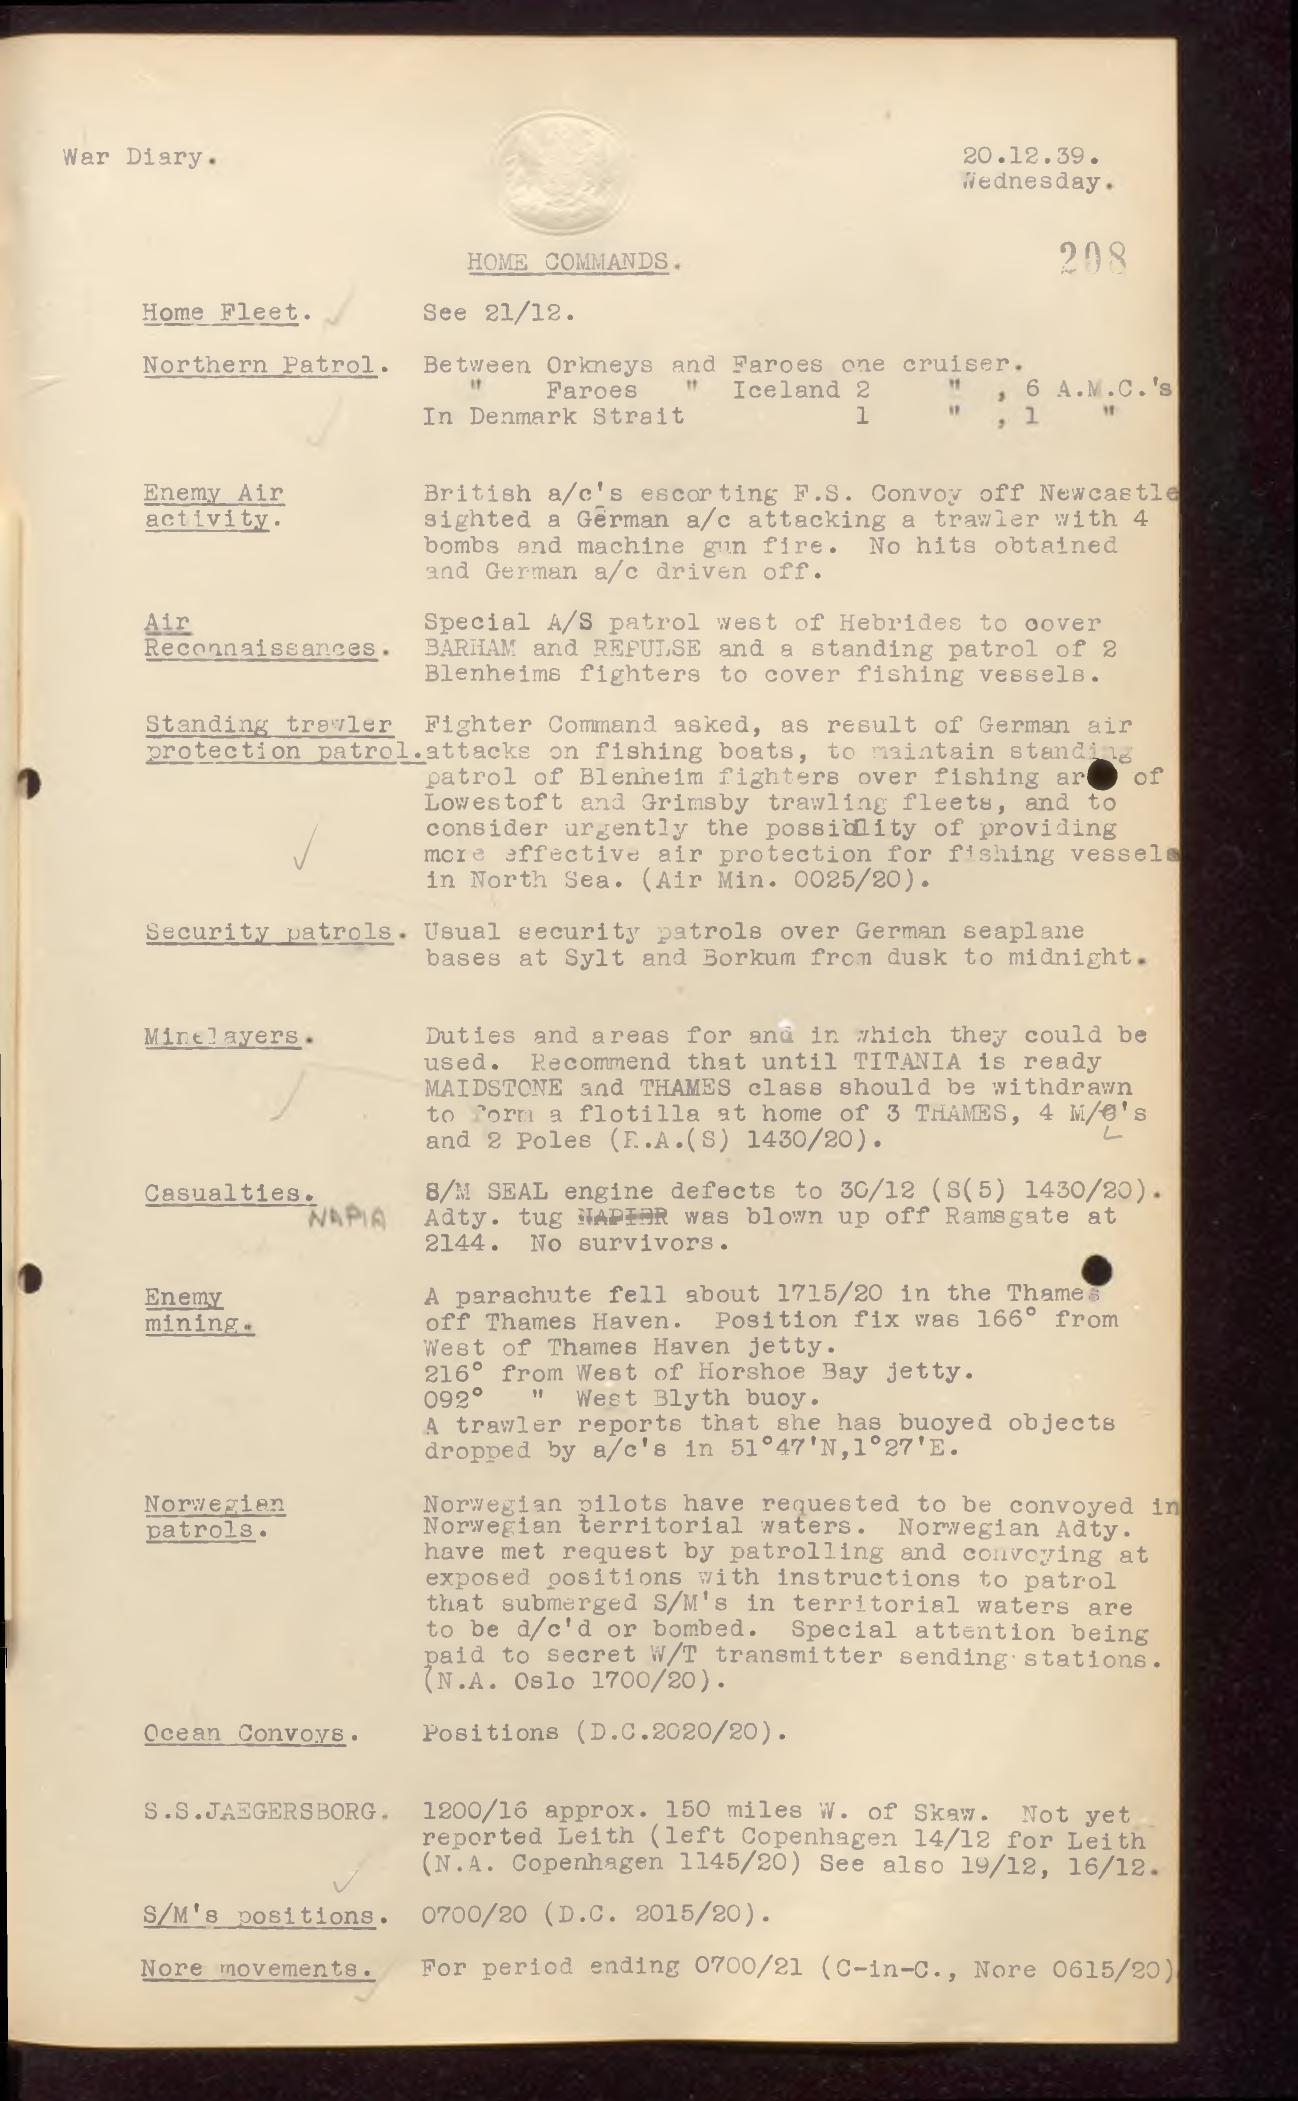 War Diary.
20.12.39.
Wednesday.
208
HOME COMMANDS.
Home Fleet. See 21/12.
Northern Patrol. Between Orkneys and Faroes one cruiser.
" Faroes " Iceland 2 " , 6 A.M.C.'s
In Denmark Strait 1 " , 1 "
Enemy Air British a/c's escorting F.S. Convoy off Newcastle
activity. sighted a German a/c attacking a trawler with 4
bombs and machine gun fire. No hits obtained
and German a/c driven off.
Air Special A/S patrol west of Hebrides to cover
Reconnaissances. BARHAM and REPULSE and a standing patrol of 2
Blenheims fighters to cover fishing vessels.
Standing trawler Fighter Command asked, as result of German air
protection patrol. attacks on fishing boats, to maintain standing
patrol of Blenheim fighters over fishing ar of
Lowestoft and Grimsby trawling fleets, and to
consider urgently the possiblity of providing
more effective air protection for fishing vessels
in North Sea. (Air Min. 0025/20).
Security patrols. Usual security patrols over German seaplane
bases at Sylt and Borkum from dusk to midnight.
Minelayers. Duties and areas for and in which they could be
used. Recommend that until TITANIA is ready
MAIDSTONE and THAMES class should be withdrawn
to form a flotilla at home of 3 THAMES, 4 M/L's
and 2 Poles (R.A.(S) 1430/20).
Casualties. S/M SEAL engine defects to 30/12 (S(5) 1430/20).
NAPIA Adty. tug NAPIER was blown up off Ramsgate at
2144. No survivors.
Enemy A parachute fell about 1715/20 in the Thames
mining. off Thames Haven. Position fix was 166° from
West of Thames Haven jetty.
216° from West of Horshoe Bay jetty.
092° " West Blyth buoy.
A trawler reports that she has buoyed objects
dropped by a/c's in 51°47'N,1°27'E.
Norwegian Norwegian pilots have requested to be convoyed in
patrols. Norwegian territorial waters. Norwegian Adty.
have met request by patrolling and convoying at
exposed positions with instructions to patrol
that submerged S/M's in territorial waters are
to be d/c'd or bombed. Special attention being
paid to secret W/T transmitter sending stations.
(N.A. Oslo 1700/20).
Ocean Convoys. Positions (D.C.2020/20).
S.S.JAEGERSBORG. 1200/16 approx. 150 miles W. of Skaw. Not yet
reported Leith (left Copenhagen 14/12 for Leith
(N.A. Copenhagen 1145/20) See also 19/12, 16/12.
S/M's positions. 0700/20 (D.C. 2015/20).
Nore movements. For period ending 0700/21 (C-in-C., Nore 0615/20)